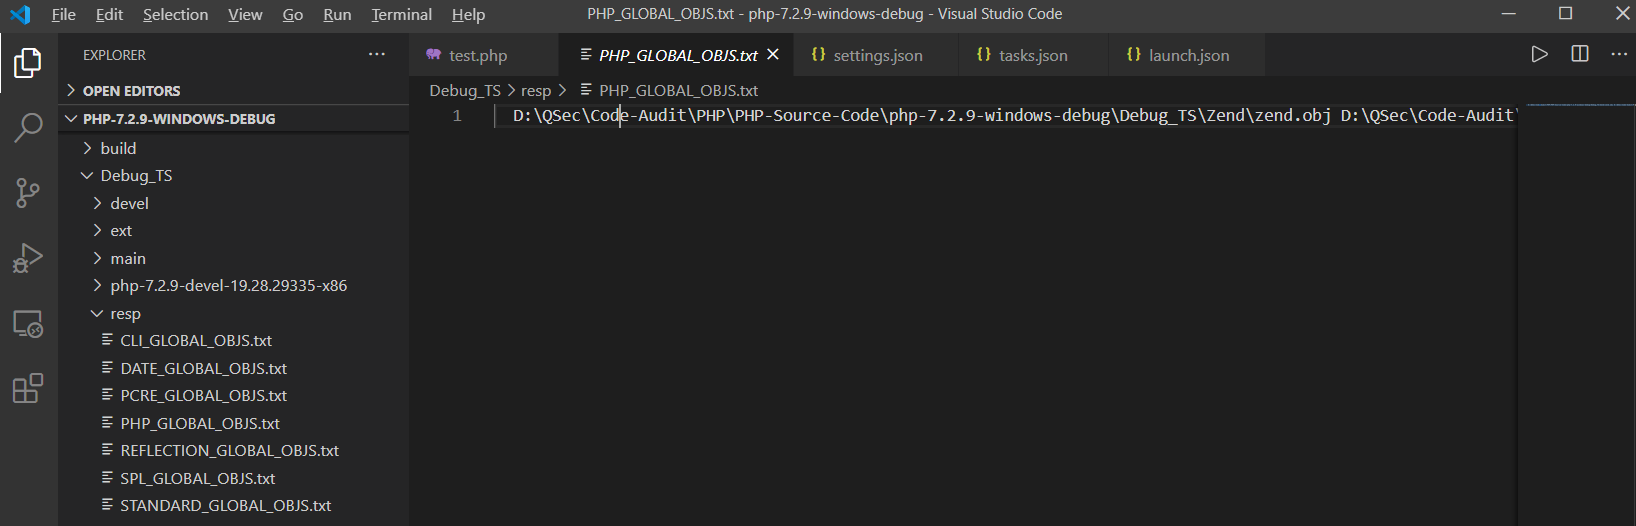 File Edit Selection View Go Run Terminal Help PHP_GLOBAL_OBJS.txt - php-7.2.9-windows-debug - Visual Studio Code
EXPLORER
test.php PHP_GLOBAL_OBJS.txt settings.json tasks.json launch.json
OPEN EDITORS
Debug_TS > resp > PHP_GLOBAL_OBJS.txt
PHP-7.2.9-WINDOWS-DEBUG
1 D:\QSec\Code-Audit\PHP\PHP-Source-Code\php-7.2.9-windows-debug\Debug_TS\Zend\zend.obj D:\QSec\Code-Audit\
build
Debug_TS
devel
ext
main
php-7.2.9-devel-19.28.29335-x86
resp
CLI_GLOBAL_OBJS.txt
DATE_GLOBAL_OBJS.txt
PCRE_GLOBAL_OBJS.txt
PHP_GLOBAL_OBJS.txt
REFLECTION_GLOBAL_OBJS.txt
SPL_GLOBAL_OBJS.txt
STANDARD_GLOBAL_OBJS.txt